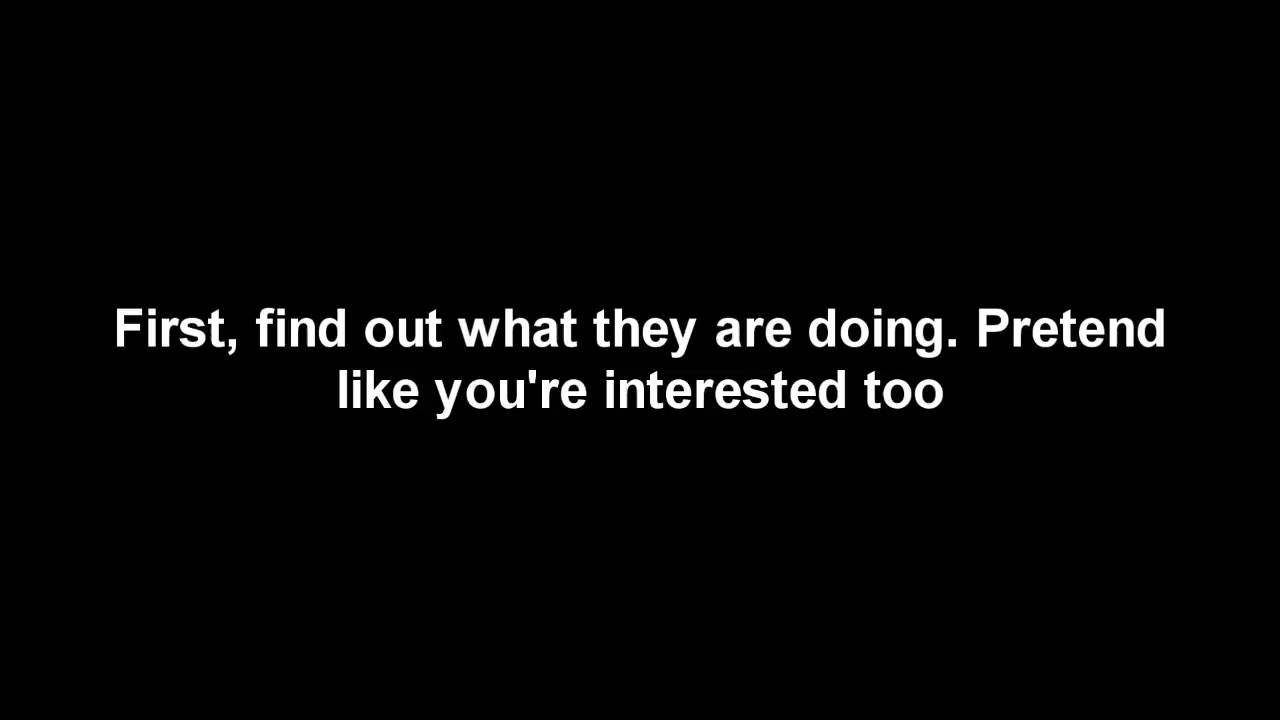 First, find out what they are doing. Pretend
like you're interested too